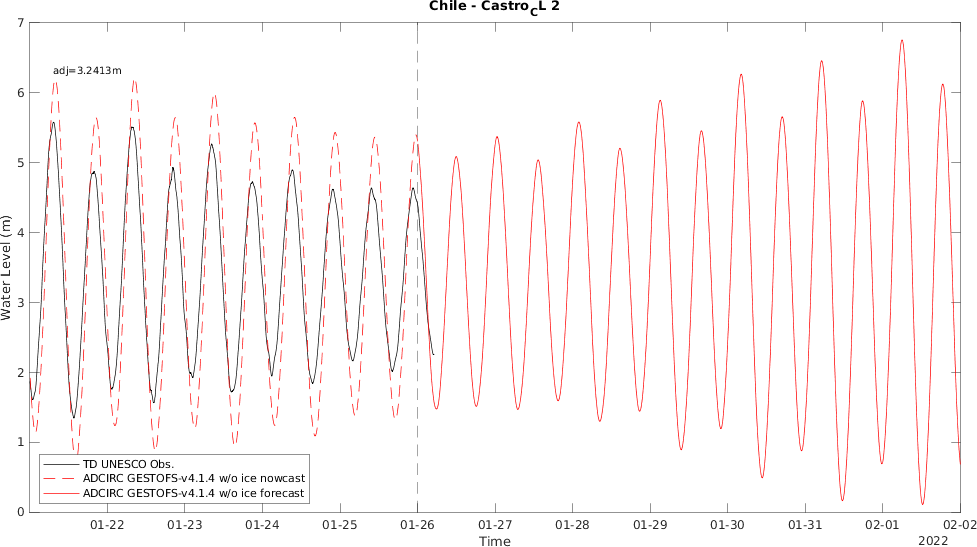 Chile - Castro_CL 2
adj=3.2413m
Water Level (m)
7
6
5
4
3
2
1
0
TD UNESCO Obs.
ADCIRC GESTOFS-v4.1.4 w/o ice nowcast
ADCIRC GESTOFS-v4.1.4 w/o ice forecast
01-22 01-23 01-24 01-25 01-26 01-27 01-28 01-29 01-30 01-31 02-01 02-02
Time
2022